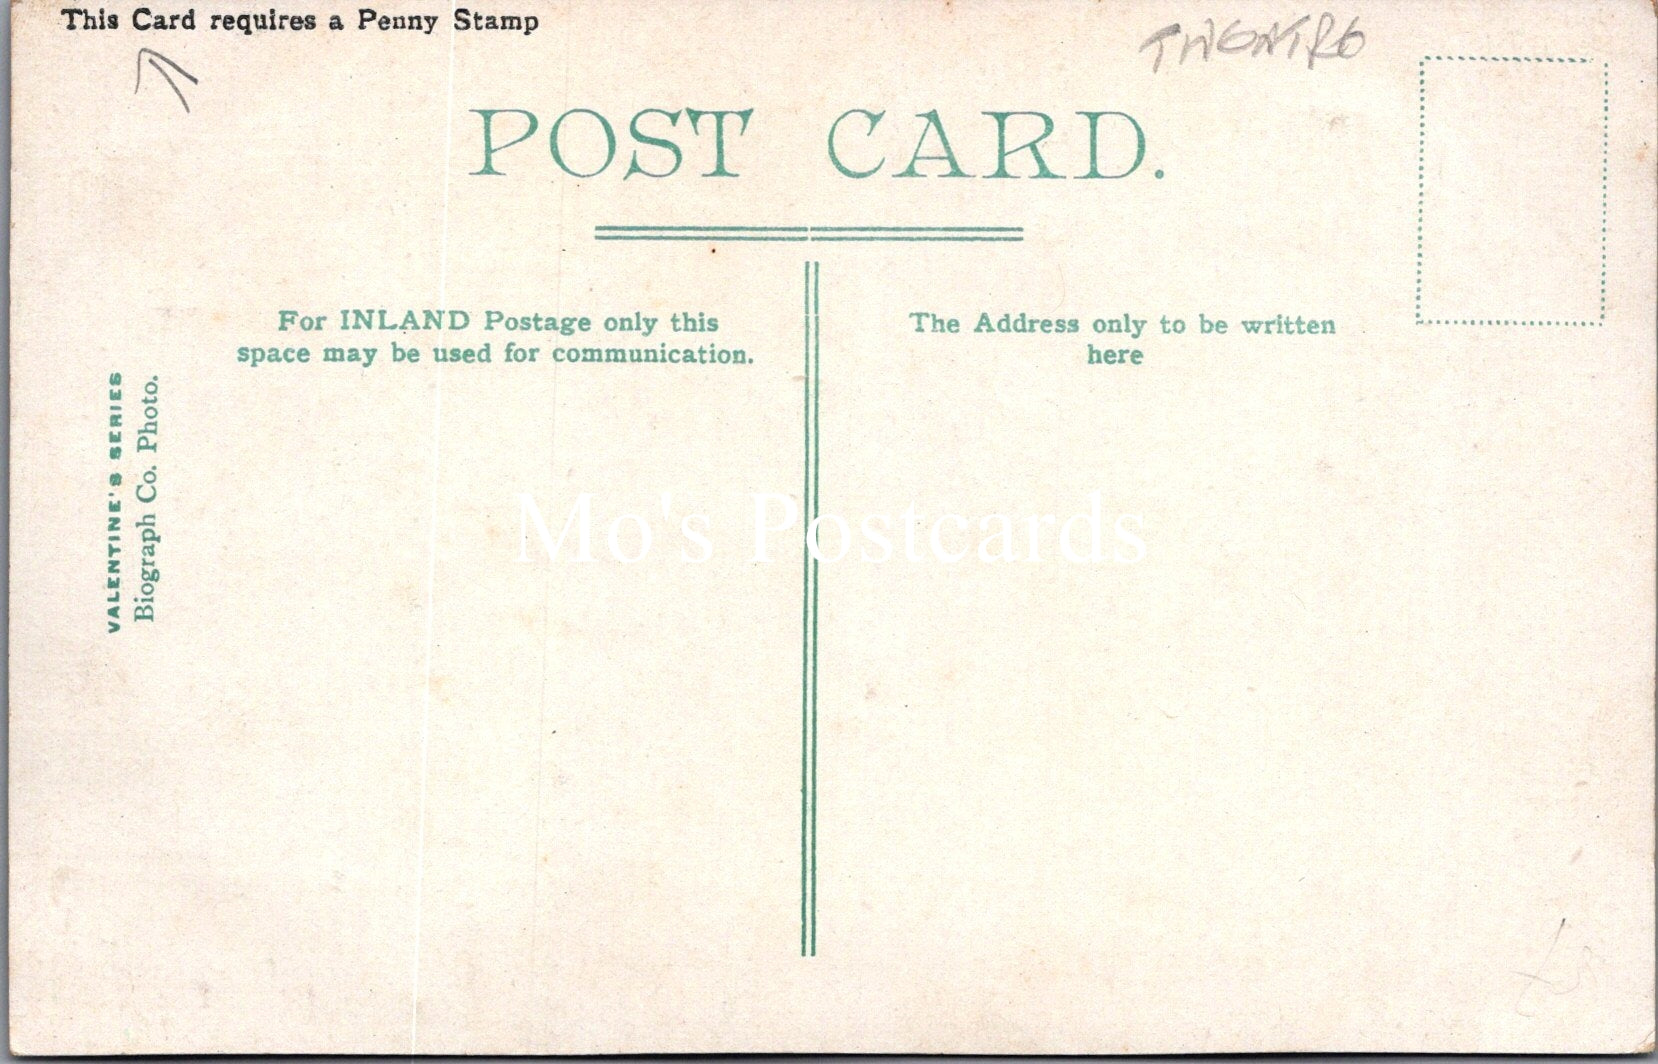 This Card requires a Penny Stamp
THEATRE
POST CARD.
For INLAND Postage only this
space may be used for communication.
The Address only to be written
here
VALENTINE'S SERIES
Biograph Co. Photo.
Mo's Postcards